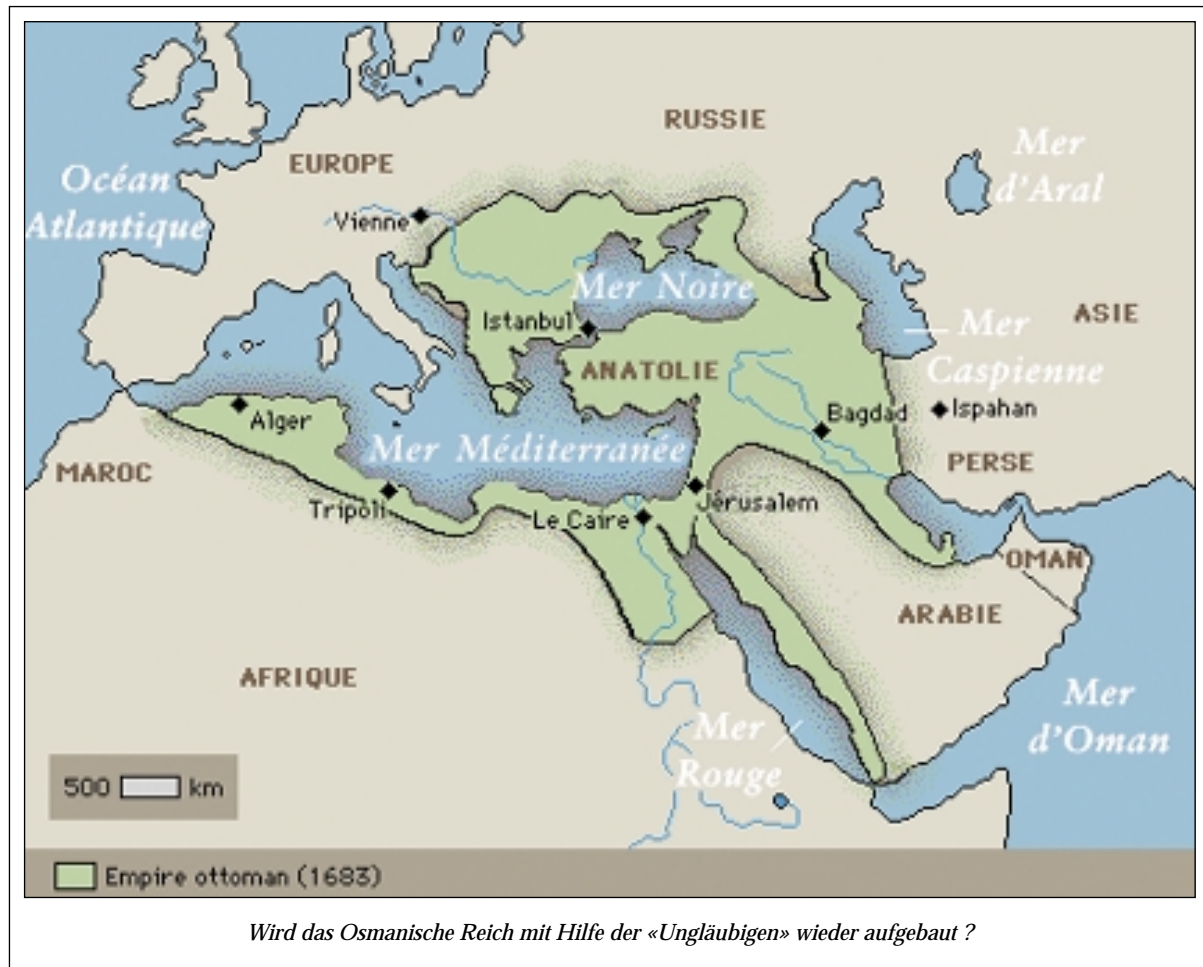 RUSSIE
Mer
d'Aral
EUROPE
Océan
Atlantique
Vienne
Mer Noire
Istanbul
ASIE
Mer
Caspienne
ANATOLIE
Alger
Bagdad
Ispahan
Mer Méditerranée
MAROC
PERSE
Tripoli
Jérusalem
Le Caire
OMAN
ARABIE
AFRIQUE
Mer
d'Oman
Mer
Rouge
500 km
Empire ottoman (1683)
Wird das Osmanische Reich mit Hilfe der «Ungläubigen» wieder aufgebaut ?